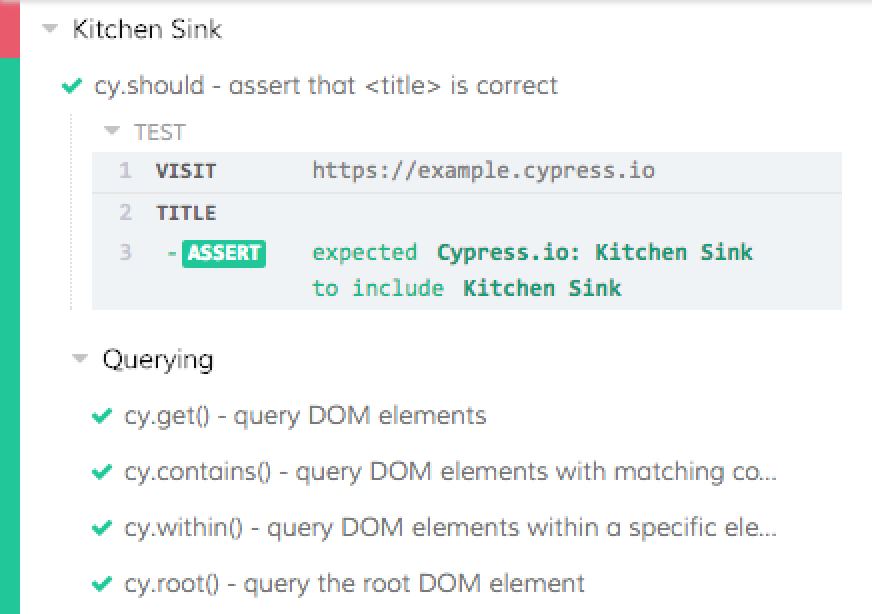 Kitchen Sink
cy.should - assert that <title> is correct
TEST
1 VISIT https://example.cypress.io
2 TITLE
3 - ASSERT expected Cypress.io: Kitchen Sink
to include Kitchen Sink
Querying
cy.get() - query DOM elements
cy.contains() - query DOM elements with matching co...
cy.within() - query DOM elements within a specific ele...
cy.root() - query the root DOM element